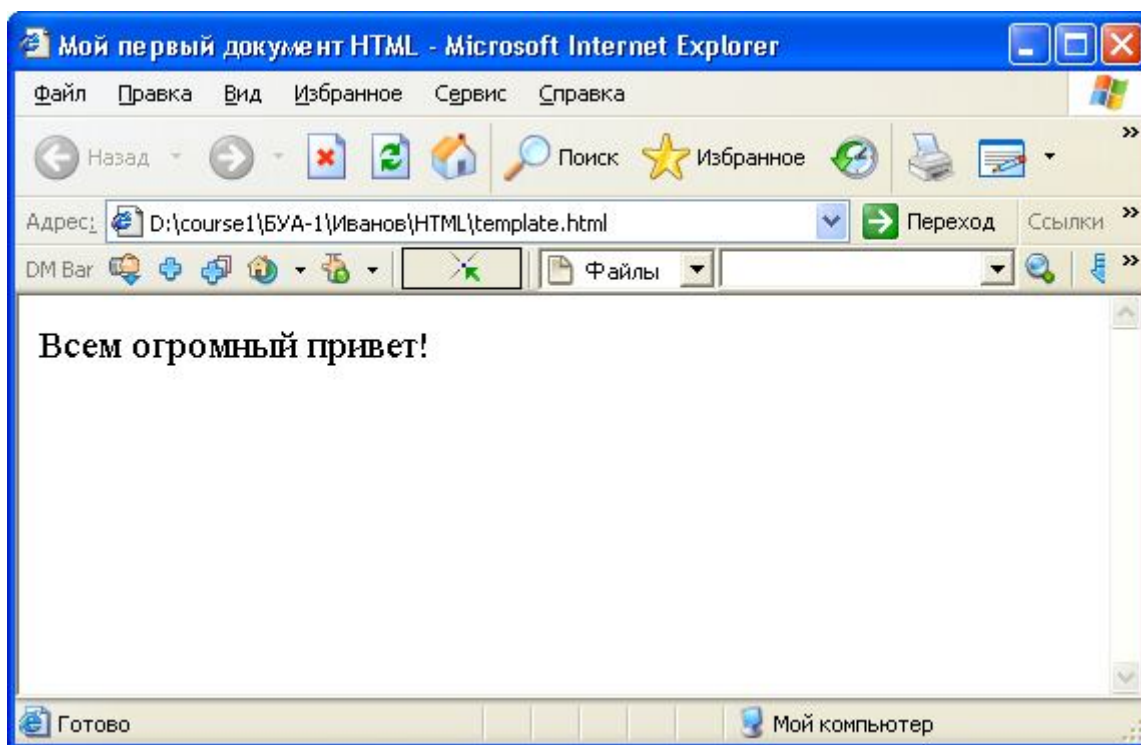 Мой первый документ HTML - Microsoft Internet Explorer
Файл Правка Вид Избранное Сервис Справка
Назад Поиск Избранное »
Адрес: D:\course1\БУА-1\Иванов\HTML\template.html Переход Ссылки »
DM Bar Файлы »
Всем огромный привет!
Готово Мой компьютер